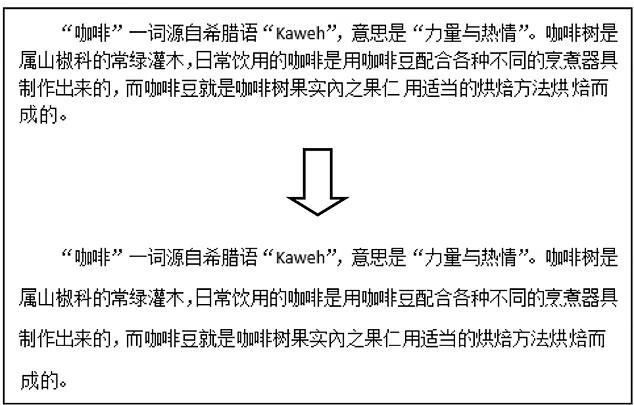 “咖啡”一词源自希腊语“Kaweh”，意思是“力量与热情”。咖啡树是
属山椒科的常绿灌木,日常饮用的咖啡是用咖啡豆配合各种不同的烹煮器具
制作出来的，而咖啡豆就是咖啡树果实內之果仁 用适当的烘焙方法烘 焙而
成的。
“咖啡”一词源自希腊语“Kaweh”，意思是“力量与热情”。咖啡树是
属山椒科的常绿灌木,日常饮用的咖啡是用咖啡豆配合各种不同的烹煮器具
制作出来的，而咖啡豆就是咖啡树果实內之果仁用适当的烘焙方法烘 焙而
成的。